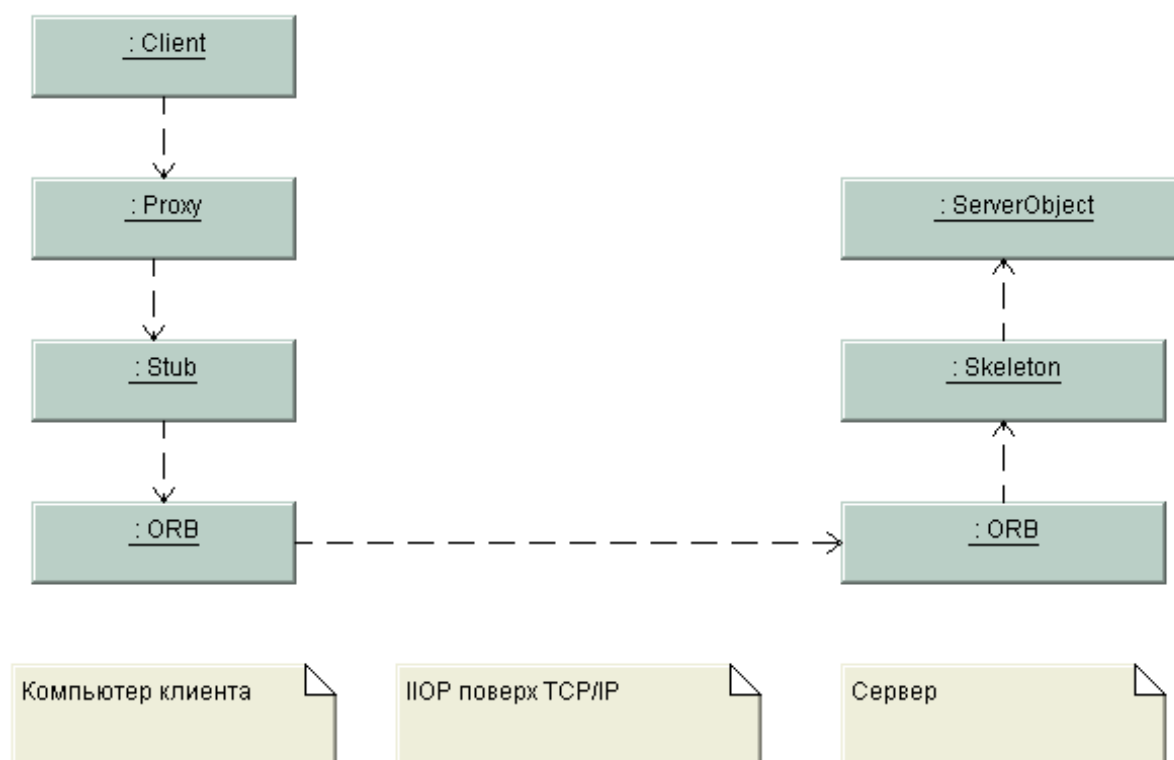 : Client
: Proxy
: ServerObject
: Stub
: Skeleton
: ORB
: ORB
Компьютер клиента
IIOP поверх TCP/IP
Сервер